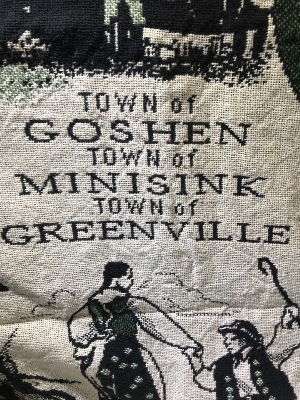 TOWN of
GOSHEN
TOWN of
MINISINK
TOWN of
GREENVILLE